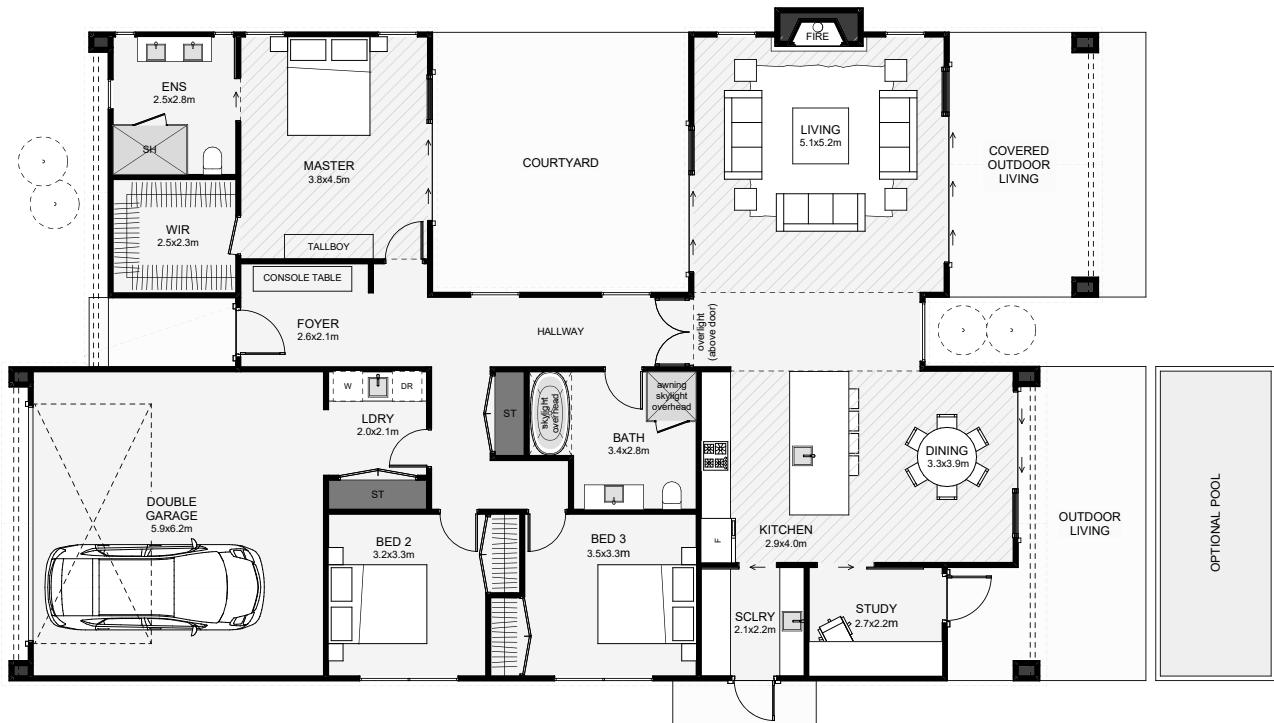 FIRE
ENS
2.5x2.8m
SH
MASTER
3.8x4.5m
COURTYARD
LIVING
5.1x5.2m
COVERED
OUTDOOR
LIVING
WIR
2.5x2.3m
TALLBOY
CONSOLE TABLE
FOYER
2.6x2.1m
HALLWAY
overlight
(above door)
W
DR
LDRY
2.0x2.1m
ST
skylight
overhead
awning
skylight
overhead
BATH
3.4x2.8m
DINING
3.3x3.9m
ST
DOUBLE
GARAGE
5.9x6.2m
BED 2
3.2x3.3m
BED 3
3.5x3.3m
F
KITCHEN
2.9x4.0m
OUTDOOR
LIVING
OPTIONAL POOL
SCLRY
2.1x2.2m
STUDY
2.7x2.2m